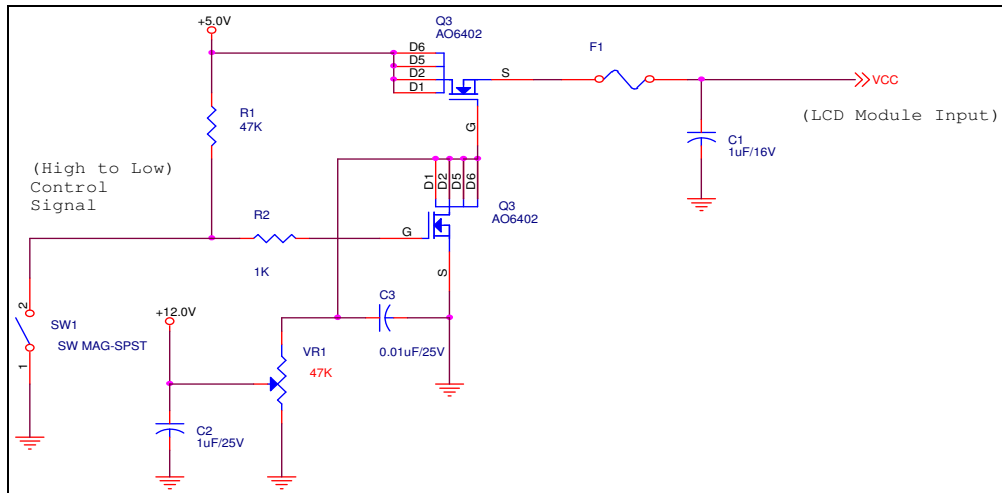 +5.0V
Q3
AO6402
D6
D5
D2
D1
S
G
F1
VCC
(LCD Module Input)
R1
47K
C1
1uF/16V
(High to Low)
Control
Signal
D1
D2
D5
D6
Q3
AO6402
G
S
R2
1K
2
SW1
SW MAG-SPST
1
+12.0V
C3
0.01uF/25V
VR1
47K
C2
1uF/25V